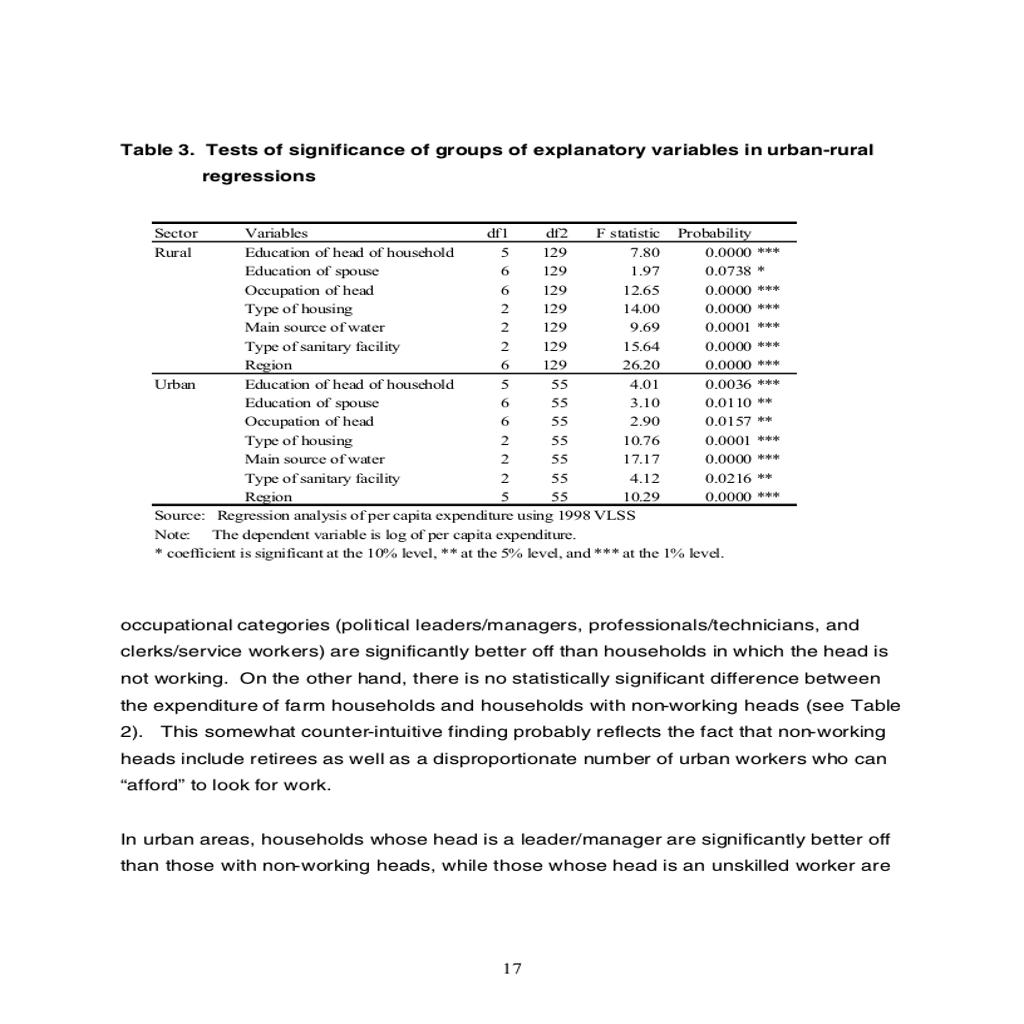 Table 3. Tests of significance of groups of explanatory variables in urban-rural
regressions
Sector Variables df1 df2 F statistic Probability
Rural Education of head of household 5 129 7.80 0.0000 ***
Education of spouse 6 129 1.97 0.0738 *
Occupation of head 6 129 12.65 0.0000 ***
Type of housing 2 129 14.00 0.0000 ***
Main source of water 2 129 9.69 0.0001 ***
Type of sanitary facility 2 129 15.64 0.0000 ***
Region 6 129 26.20 0.0000 ***
Urban Education of head of household 5 55 4.01 0.0036 ***
Education of spouse 6 55 3.10 0.0110 **
Occupation of head 6 55 2.90 0.0157 **
Type of housing 2 55 10.76 0.0001 ***
Main source of water 2 55 17.17 0.0000 ***
Type of sanitary facility 2 55 4.12 0.0216 **
Region 5 55 10.29 0.0000 ***
Source: Regression analysis of per capita expenditure using 1998 VLSS
Note: The dependent variable is log of per capita expenditure.
* coefficient is significant at the 10% level, ** at the 5% level, and *** at the 1% level.
occupational categories (political leaders/managers, professionals/technicians, and
clerks/service workers) are significantly better off than households in which the head is
not working. On the other hand, there is no statistically significant difference between
the expenditure of farm households and households with non-working heads (see Table
2). This somewhat counter-intuitive finding probably reflects the fact that non-working
heads include retirees as well as a disproportionate number of urban workers who can
“afford” to look for work.
In urban areas, households whose head is a leader/manager are significantly better off
than those with non-working heads, while those whose head is an unskilled worker are
17